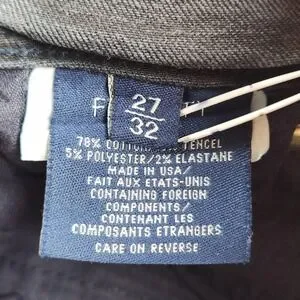 27
32
78% COTTON TENCEL
5% POLYESTER/2% ELASTANE
MADE IN USA/
FAIT AUX ETATS-UNIS
CONTAINING FOREIGN
COMPONENTS/
CONTENANT LES
COMPOSANTS ETRANGERS
CARE ON REVERSE